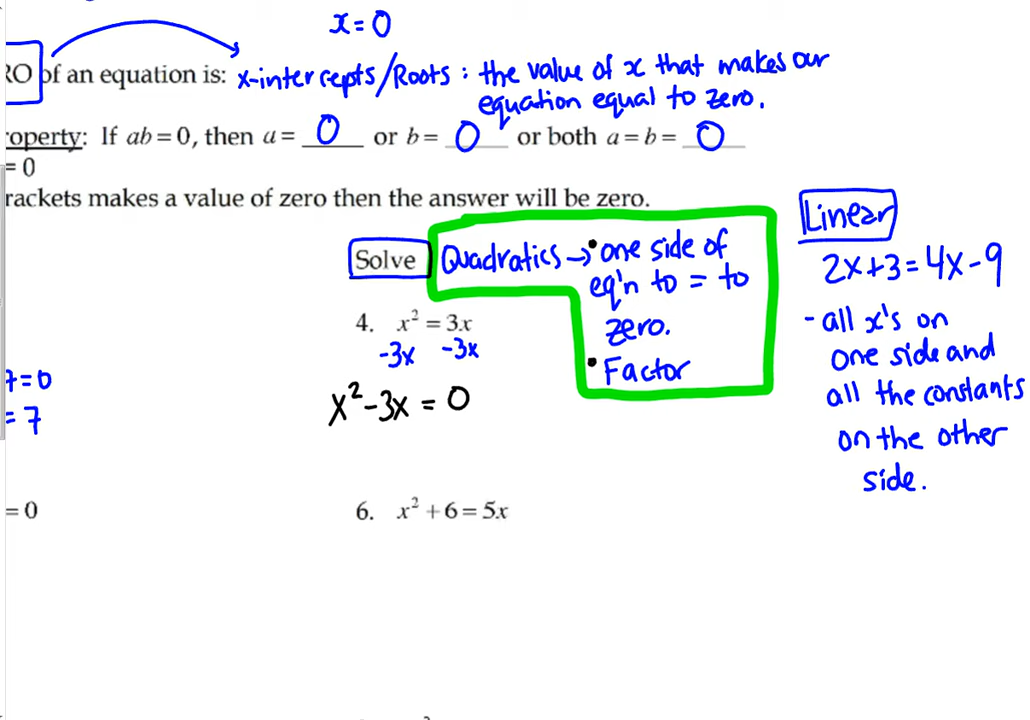 x = 0
RO of an equation is: x-intercepts/Roots : the value of x that makes our
equation equal to zero.
operty: If ab = 0, then a = 0 or b = 0 or both a = b = 0
= 0
rackets makes a value of zero then the answer will be zero.
Linear
Solve Quadratics → • one side of
eq'n to = to
zero.
• Factor
2x+3 = 4x - 9
- all x's on
one side and
all the constants
on the other
side.
4. x² = 3x
-3x -3x
x² - 3x = 0
7 = 0
= 7
= 0
6. x² + 6 = 5x